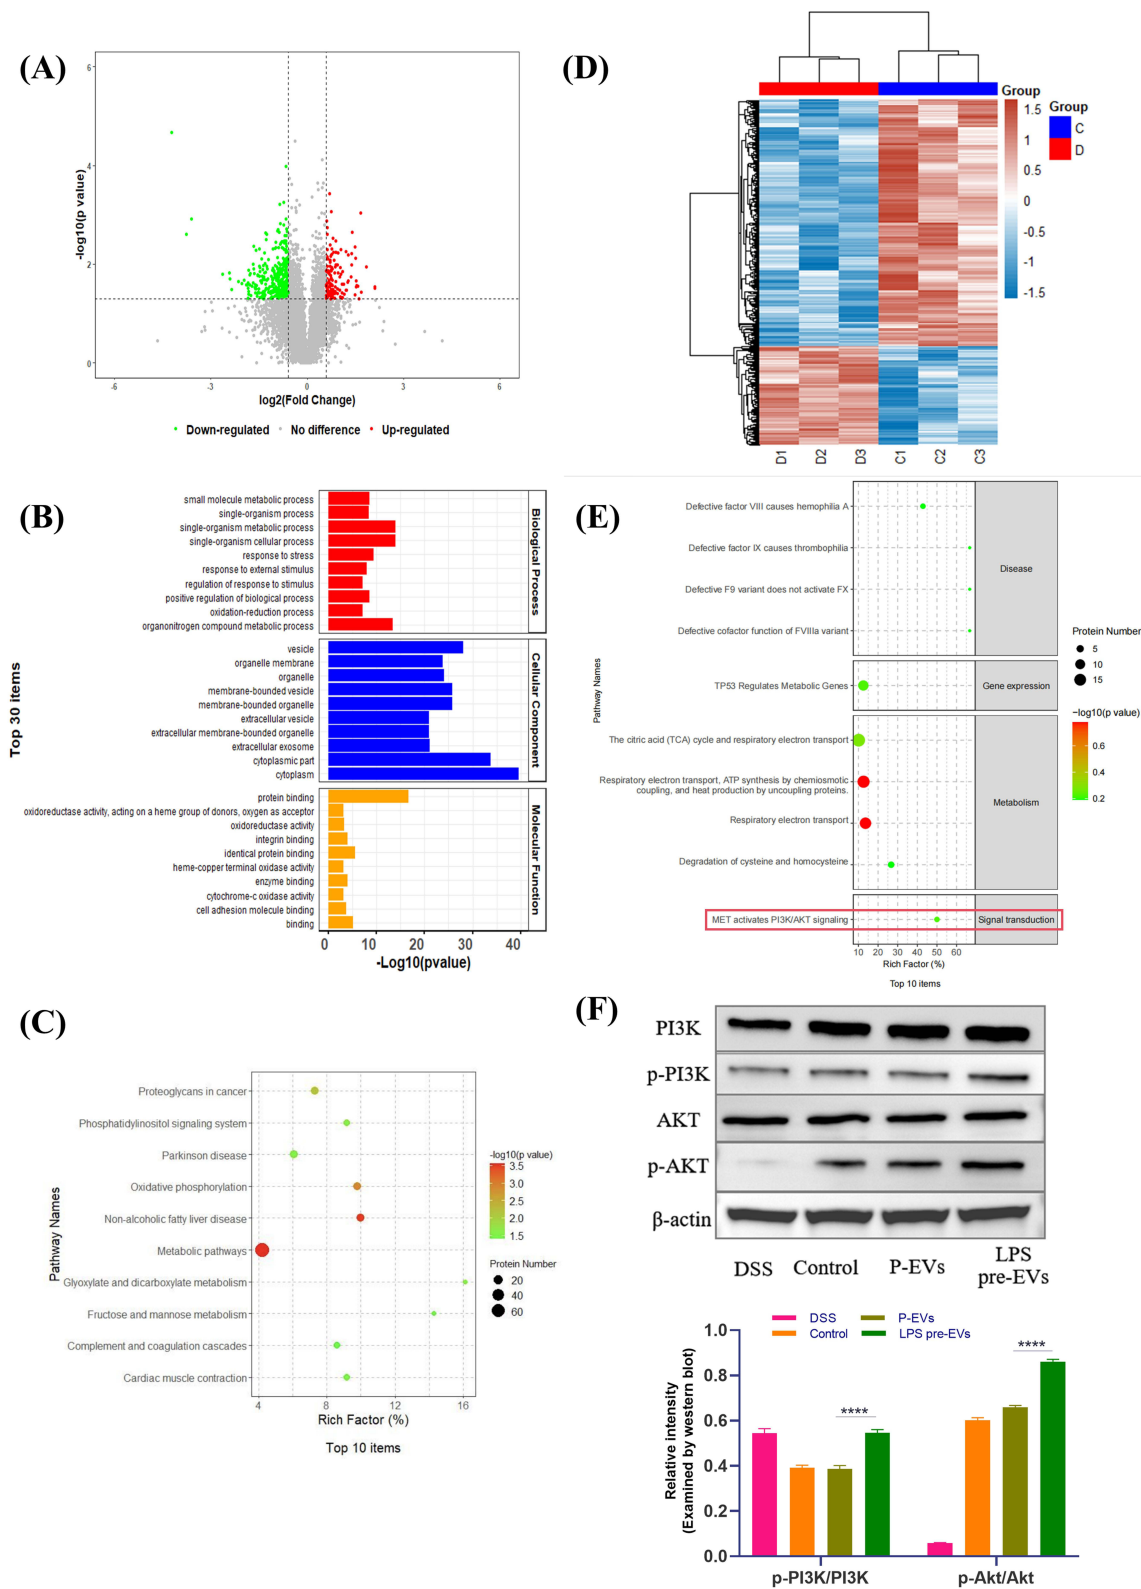 (A)
6
4
2
0
-log10(p value)
-6
-3
0
3
6
log2(Fold Change)
Down-regulated
No difference
Up-regulated
(D)
Group
1.5
1
0.5
0
-0.5
-1
-1.5
Group
C
D
D1
D2
D3
C1
C2
C3
(B)
Top 30 items
small molecule metabolic process
single-organism process
single-organism metabolic process
single-organism cellular process
response to stress
response to external stimulus
regulation of response to stimulus
positive regulation of biological process
oxidation-reduction process
organonitrogen compound metabolic process
Biological Process
vesicle
organelle membrane
organelle
membrane-bounded vesicle
membrane-bounded organelle
extracellular vesicle
extracellular membrane-bounded organelle
extracellular exosome
cytoplasmic part
cytoplasm
Cellular Component
protein binding
oxidoreductase activity, acting on a heme group of donors, oxygen as acceptor
oxidoreductase activity
integrin binding
identical protein binding
heme-copper terminal oxidase activity
enzyme binding
cytochrome-c oxidase activity
cell adhesion molecule binding
binding
Molecular Function
0
10
20
30
40
-Log10(pvalue)
(E)
Pathway Names
Defective factor VIII causes hemophilia A
Defective factor IX causes thrombophilia
Defective F9 variant does not activate FX
Defective cofactor function of FVIIIa variant
Disease
TP53 Regulates Metabolic Genes
Gene expression
The citric acid (TCA) cycle and respiratory electron transport
Respiratory electron transport, ATP synthesis by chemiosmotic
coupling, and heat production by uncoupling proteins.
Respiratory electron transport
Degradation of cysteine and homocysteine
Metabolism
MET activates PI3K/AKT signaling
Signal transduction
10
20
30
40
50
60
Rich Factor (%)
Top 10 items
Protein Number
5
10
15
−log10(p value)
0.6
0.4
0.2
(C)
Pathway Names
Proteoglycans in cancer
Phosphatidylinositol signaling system
Parkinson disease
Oxidative phosphorylation
Non-alcoholic fatty liver disease
Metabolic pathways
Glyoxylate and dicarboxylate metabolism
Fructose and mannose metabolism
Complement and coagulation cascades
Cardiac muscle contraction
4
8
12
16
Rich Factor (%)
Top 10 items
-log10(p value)
3.5
3.0
2.5
2.0
1.5
Protein Number
20
40
60
(F)
PI3K
p-PI3K
AKT
p-AKT
β-actin
DSS
Control
P-EVs
LPS
pre-EVs
DSS
P-EVs
Control
LPS pre-EVs
Relative intensity
(Examined by western blot)
1.0
0.8
0.6
0.4
0.2
0.0
****
****
p-PI3K/PI3K
p-Akt/Akt